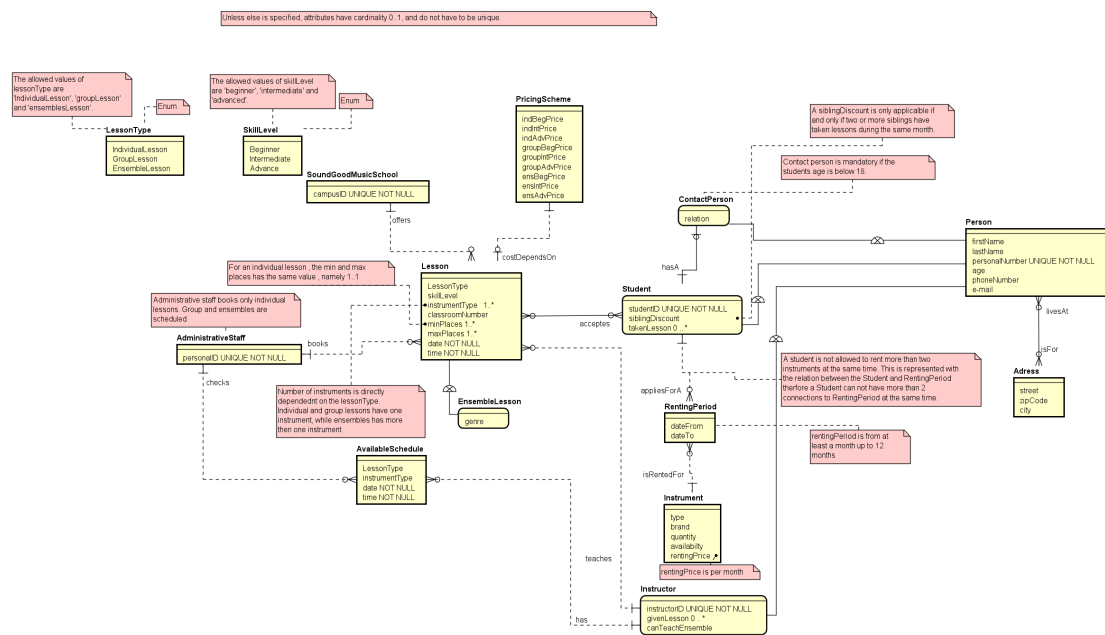 Unless else is specified, attributes have cardinality 0..1, and do not have to be unique.
The allowed values of
lessonType are
'IndividualLesson', 'groupLesson'
and 'ensemblesLesson'.
Enum
LessonType
IndividualLesson
GroupLesson
EnsembleLesson
The allowed values of skillLevel
are 'beginner', 'intermediate' and
'advanced'.
Enum
SkillLevel
Beginner
Intermediate
Advance
PricingScheme
indBegPrice
indIntPrice
indAdvPrice
groupBegPrice
groupIntPrice
groupAdvPrice
ensBegPrice
ensIntPrice
ensAdvPrice
SoundGoodMusicSchool
campusID UNIQUE NOT NULL
offers
costDependsOn
A siblingDiscount is only applicalble if
and only if two or more siblings have
taken lessons during the same month.
Contact person is mandatory if the
students age is below 18.
ContactPerson
relation
hasA
Person
firstName
lastName
personalNumber UNIQUE NOT NULL
age
phoneNumber
e-mail
livesAt
isFor
Adress
street
zipCode
city
For an individual lesson , the min and max
places has the same value , namely 1..1
Lesson
LessonType
skillLevel
instrumentType 1..*
classroomNumber
minPlaces 1..*
maxPlaces 1..*
date NOT NULL
time NOT NULL
Student
studentID UNIQUE NOT NULL
siblingDiscount
takenLesson 0 ..*
acceptes
Administrative staff books only individual
lessons. Group and ensembles are
scheduled
AdministrativeStaff
personalID UNIQUE NOT NULL
books
checks
Number of instruments is directly
dependednt on the lessonType.
Individual and group lessons have one
instrument, while ensembles has more
then one instrument
EnsembleLesson
genre
A student is not allowed to rent more than two
instruments at the same time. This is represented with
the relation between the Student and RentingPeriod
therfore a Student can not have more than 2
connections to RentingPeriod at the same time.
appliesForA
RentingPeriod
dateFrom
dateTo
rentingPeriod is from at
least a month up to 12
months
isRentedFor
AvailableSchedule
LessonType
instrumentType
date NOT NULL
time NOT NULL
Instrument
type
brand
quantity
availabilty
rentingPrice
rentingPrice is per month
teaches
has
Instructor
instructorID UNIQUE NOT NULL
givenLesson 0 ..*
canTeachEnsemble